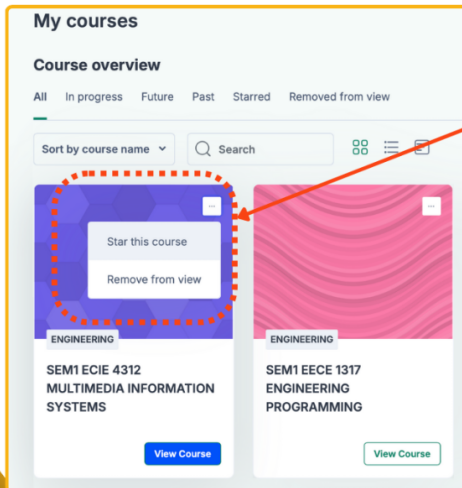 My courses
Course overview
All In progress Future Past Starred Removed from view
Sort by course name Search
Star this course
Remove from view
ENGINEERING
SEM1 ECIE 4312
MULTIMEDIA INFORMATION
SYSTEMS
View Course
ENGINEERING
SEM1 EECE 1317
ENGINEERING
PROGRAMMING
View Course